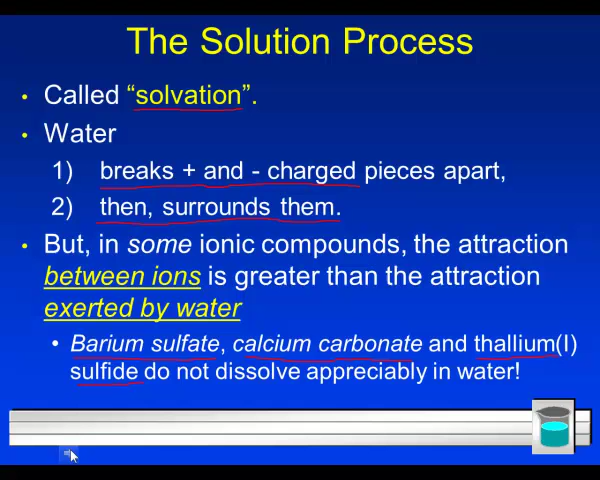 The Solution Process
• Called “solvation”.
• Water
1) breaks + and - charged pieces apart,
2) then, surrounds them.
• But, in some ionic compounds, the attraction
between ions is greater than the attraction
exerted by water
• Barium sulfate, calcium carbonate and thallium(I)
sulfide do not dissolve appreciably in water!